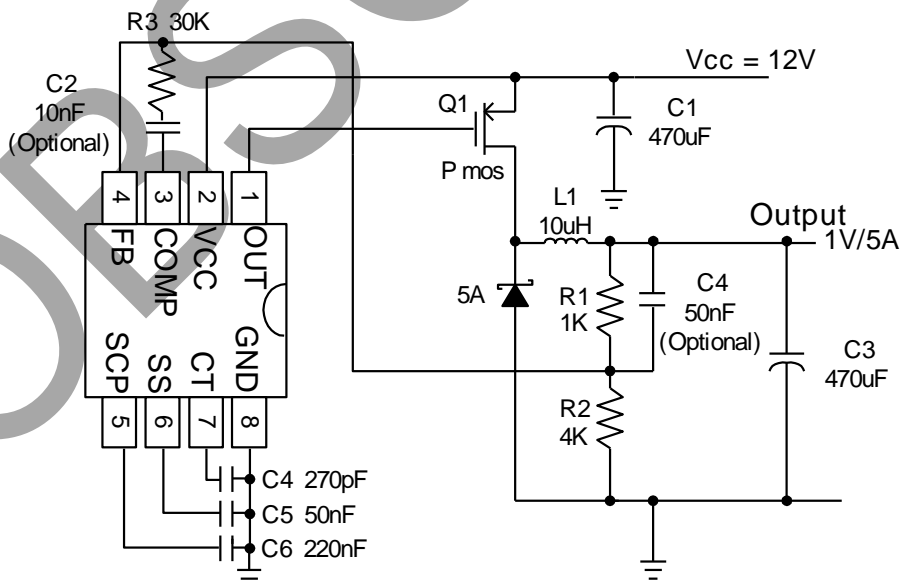 R3 30K
Vcc = 12V
C2
10nF
(Optional)
Q1
P mos
C1
470uF
4
3
2
1
FB
COMP
VCC
OUT
L1
10uH
Output
1V/5A
5A
R1
1K
C4
50nF
(Optional)
C3
470uF
SCP
SS
CT
GND
5
6
7
8
R2
4K
C4 270pF
C5 50nF
C6 220nF